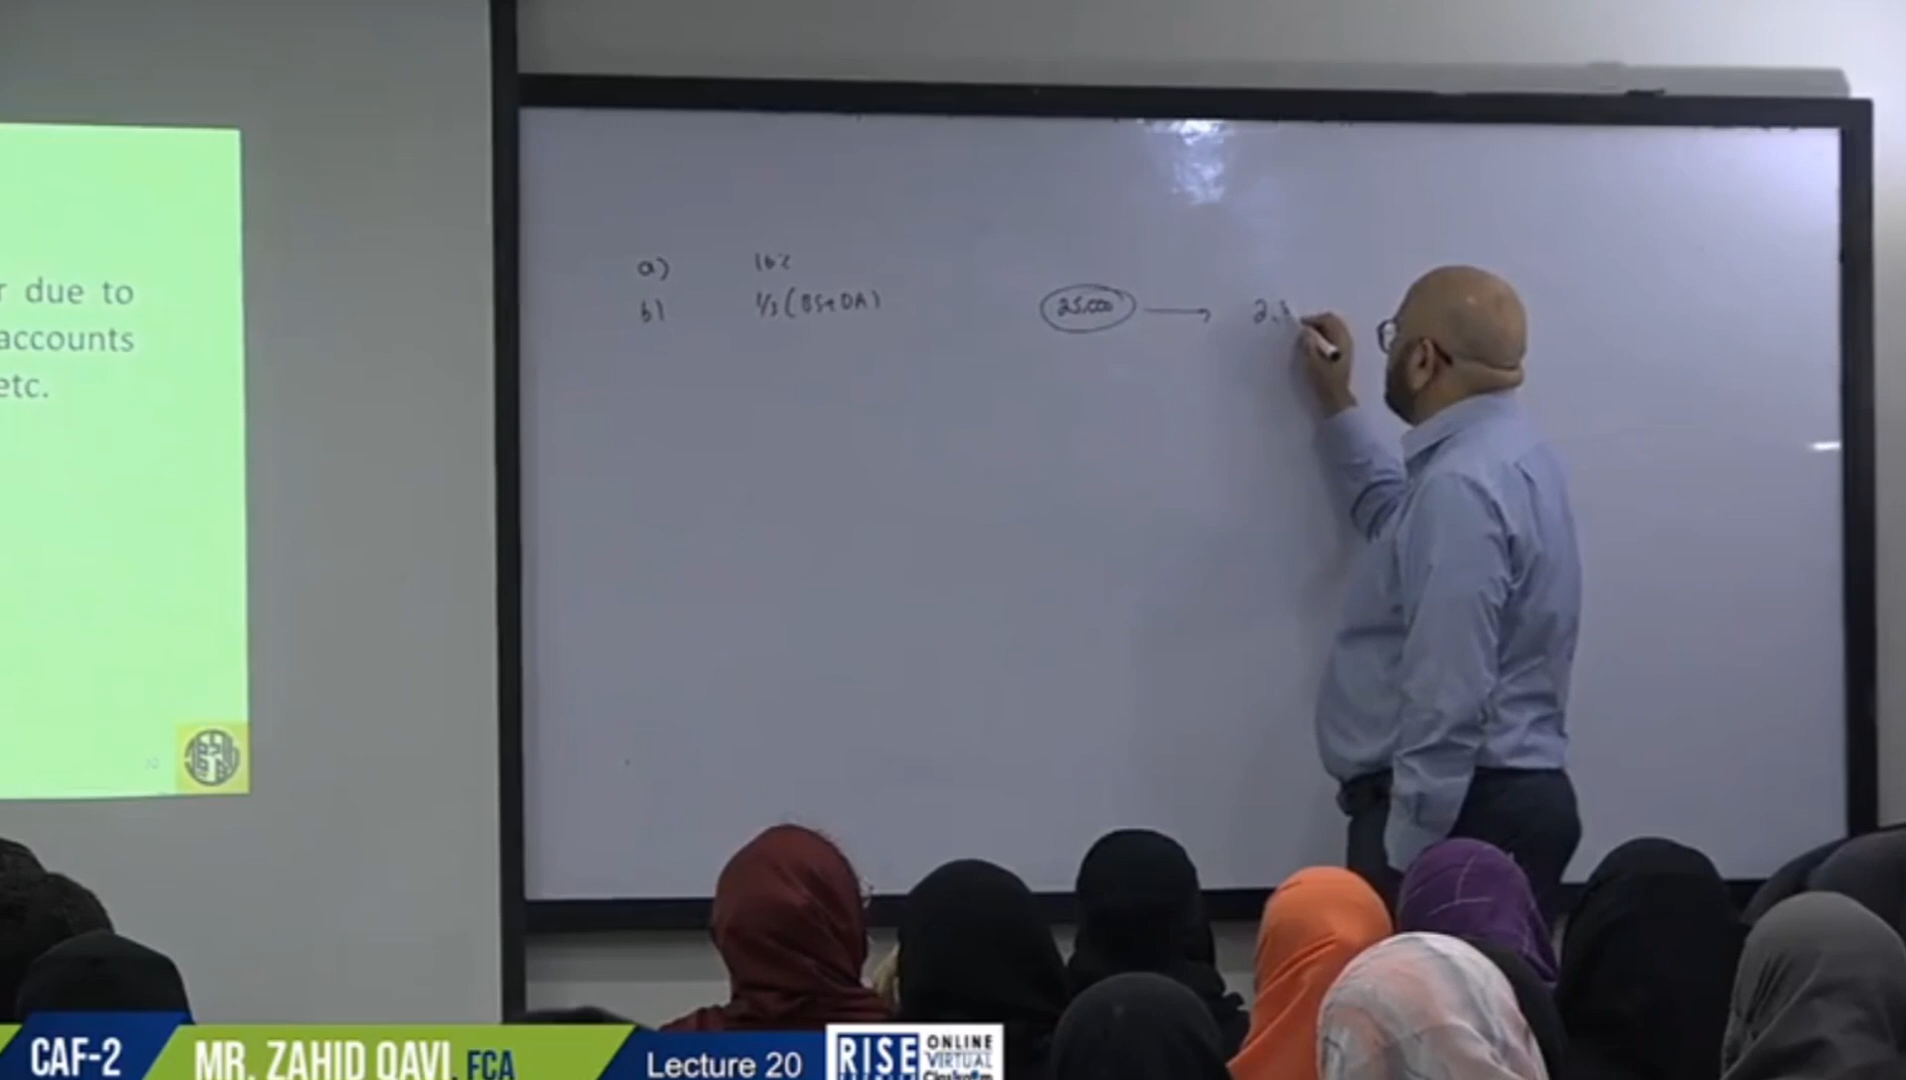 r due to
accounts
etc.
a) 16%
b) 1/3 (BS+DA) 25,000
CAF-2
MR. ZAHID QAVI, FCA
Lecture 20
RISE
ONLINE
VIRTUAL